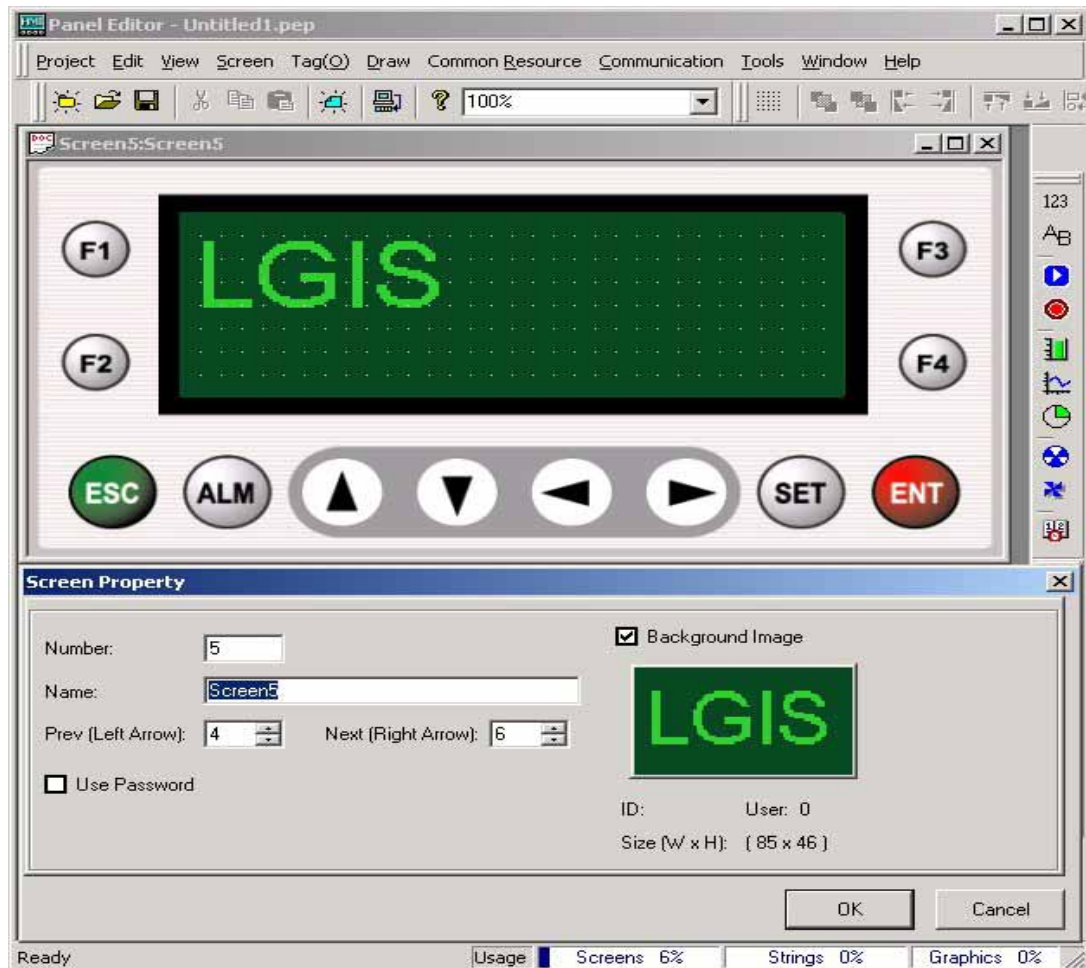 Panel Editor - Untitled1.pep
Project Edit View Screen Tag(O) Draw Common Resource Communication Tools Window Help
100%
Screen5:Screen5
123
AB
F1
LGIS
F3
F2
F4
ESC
ALM
SET
ENT
Screen Property
Number: 5
Background Image
Name: Screen5
LGIS
Prev (Left Arrow): 4 Next (Right Arrow): 6
Use Password
ID: User: 0
Size (W x H): ( 85 x 46 )
OK Cancel
Ready Usage Screens 6% Strings 0% Graphics 0%